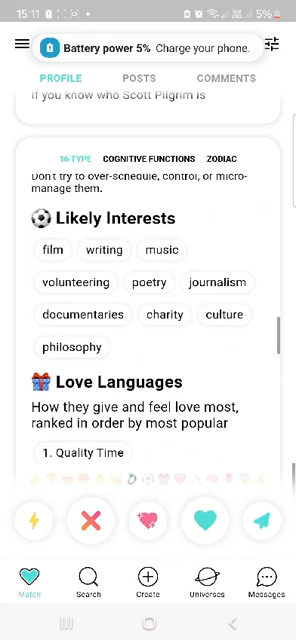 15:11 5%
Battery power 5% Charge your phone.
PROFILE POSTS COMMENTS
If you know who Scott Pilgrim is
16 TYPE COGNITIVE FUNCTIONS ZODIAC
Don't try to over-schedule, control, or micro-
manage them.
Likely Interests
film writing music
volunteering poetry journalism
documentaries charity culture
philosophy
Love Languages
How they give and feel love most,
ranked in order by most popular
1. Quality Time
Match Search Create Universes Messages